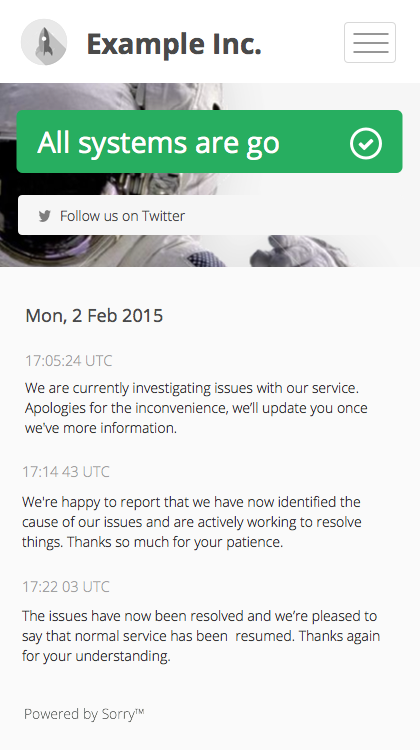 Example Inc.
All systems are go
Follow us on Twitter
Mon, 2 Feb 2015
17:05:24 UTC
We are currently investigating issues with our service.
Apologies for the inconvenience, we’ll update you once
we've more information.
17:14 43 UTC
We're happy to report that we have now identified the
cause of our issues and are actively working to resolve
things. Thanks so much for your patience.
17:22 03 UTC
The issues have now been resolved and we’re pleased to
say that normal service has been  resumed. Thanks again
for your understanding.
Powered by Sorry™